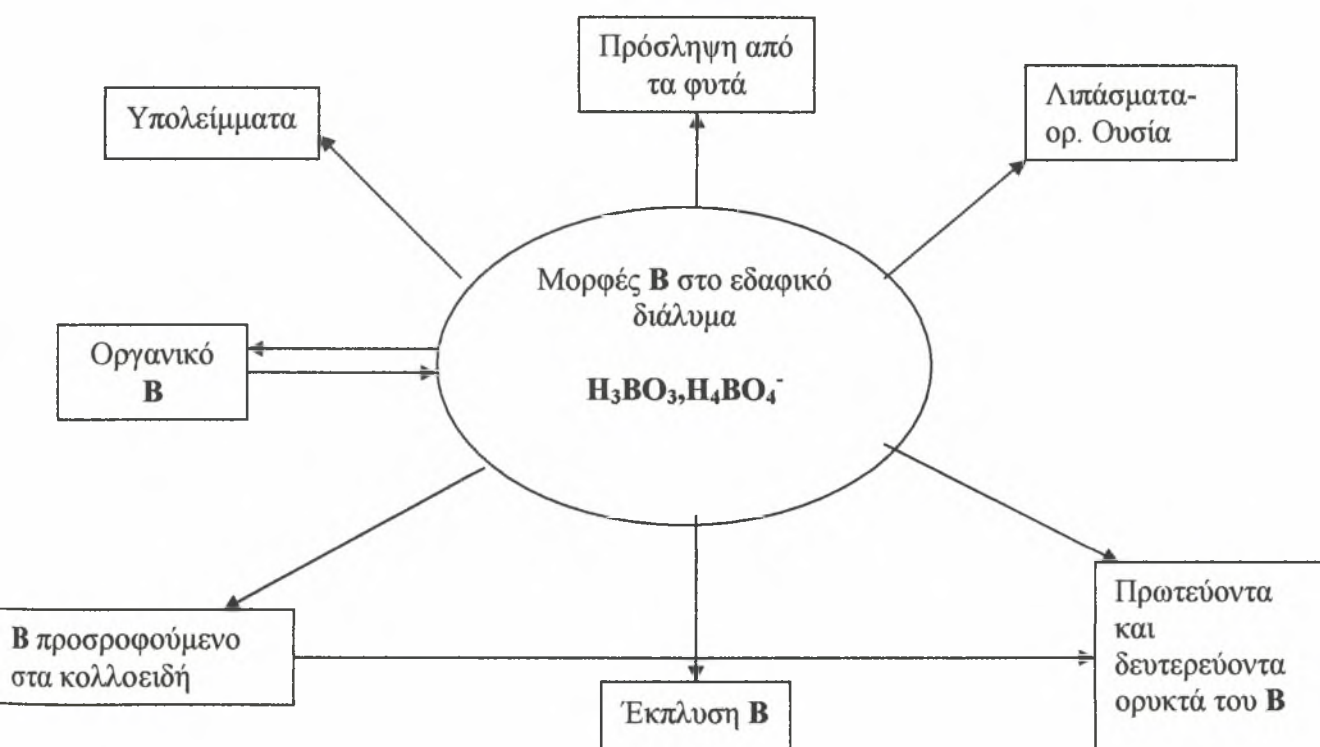 Πρόσληψη από
τα φυτά
Υπολείμματα
Λιπάσματα-
ορ. Ουσία
Μορφές Β στο εδαφικό
διάλυμα
H₃BO₃,H₄BO₄⁻
Οργανικό
Β
Β προσροφούμενο
στα κολλοειδή
Έκπλυση Β
Πρωτεύοντα
και
δευτερεύοντα
ορυκτά του Β